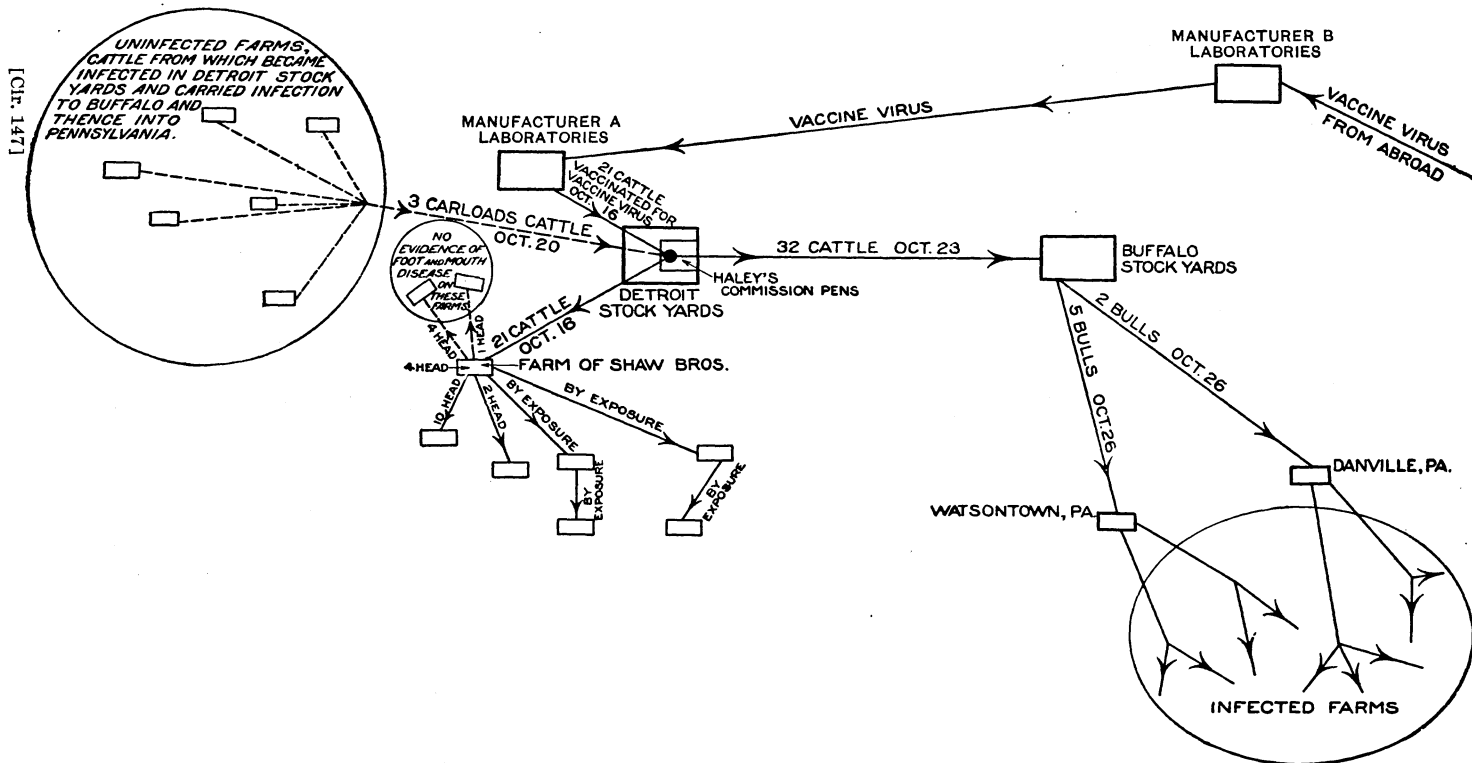 [Cir. 147]
UNINFECTED FARMS,
CATTLE FROM WHICH BECAME
INFECTED IN DETROIT STOCK
YARDS AND CARRIED INFECTION
TO BUFFALO AND
THENCE INTO
PENNSYLVANIA.
MANUFACTURER B
LABORATORIES
VACCINE VIRUS
FROM ABROAD
VACCINE VIRUS
MANUFACTURER A
LABORATORIES
21 CATTLE
VACCINATED FOR
VACCINE VIRUS
OCT. 16
3 CARLOADS CATTLE
OCT. 20
NO
EVIDENCE OF
FOOT AND MOUTH
DISEASE
ON
THESE
FARMS.
32 CATTLE OCT. 23
HALEY'S
COMMISSION PENS
DETROIT
STOCK YARDS
BUFFALO
STOCK YARDS
21 CATTLE
OCT. 16
4 HEAD
1 HEAD
4 HEAD
FARM OF SHAW BROS.
10 HEAD
2 HEAD
BY EXPOSURE
BY EXPOSURE
BY
EXPOSURE
BY
EXPOSURE
5 BULLS OCT. 26
2 BULLS OCT. 26
WATSONTOWN, PA.
DANVILLE, PA.
INFECTED FARMS